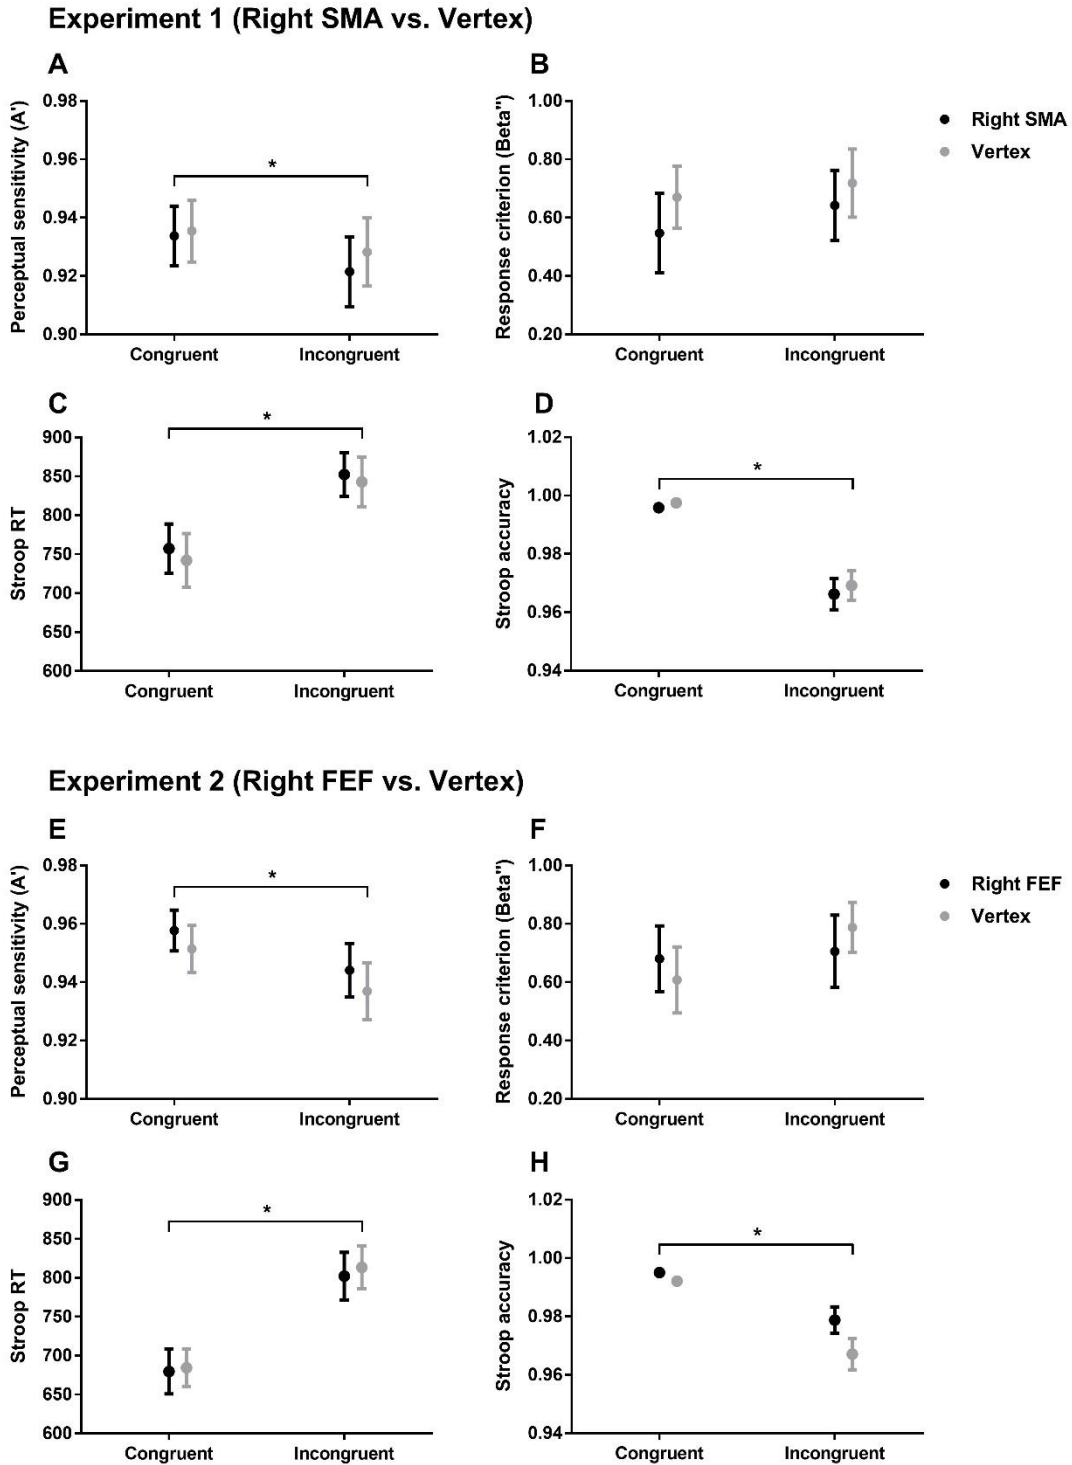 Experiment 1 (Right SMA vs. Vertex)
A
Perceptual sensitivity (A')
0.98
0.96
0.94
0.92
0.90
*
Congruent
Incongruent
B
Response criterion (Beta'')
1.00
0.80
0.60
0.40
0.20
Congruent
Incongruent
Right SMA
Vertex
C
Stroop RT
900
850
800
750
700
650
600
*
Congruent
Incongruent
D
Stroop accuracy
1.02
1.00
0.98
0.96
0.94
*
Congruent
Incongruent
Experiment 2 (Right FEF vs. Vertex)
E
Perceptual sensitivity (A')
0.98
0.96
0.94
0.92
0.90
*
Congruent
Incongruent
F
Response criterion (Beta'')
1.00
0.80
0.60
0.40
0.20
Congruent
Incongruent
Right FEF
Vertex
G
Stroop RT
900
850
800
750
700
650
600
*
Congruent
Incongruent
H
Stroop accuracy
1.02
1.00
0.98
0.96
0.94
*
Congruent
Incongruent